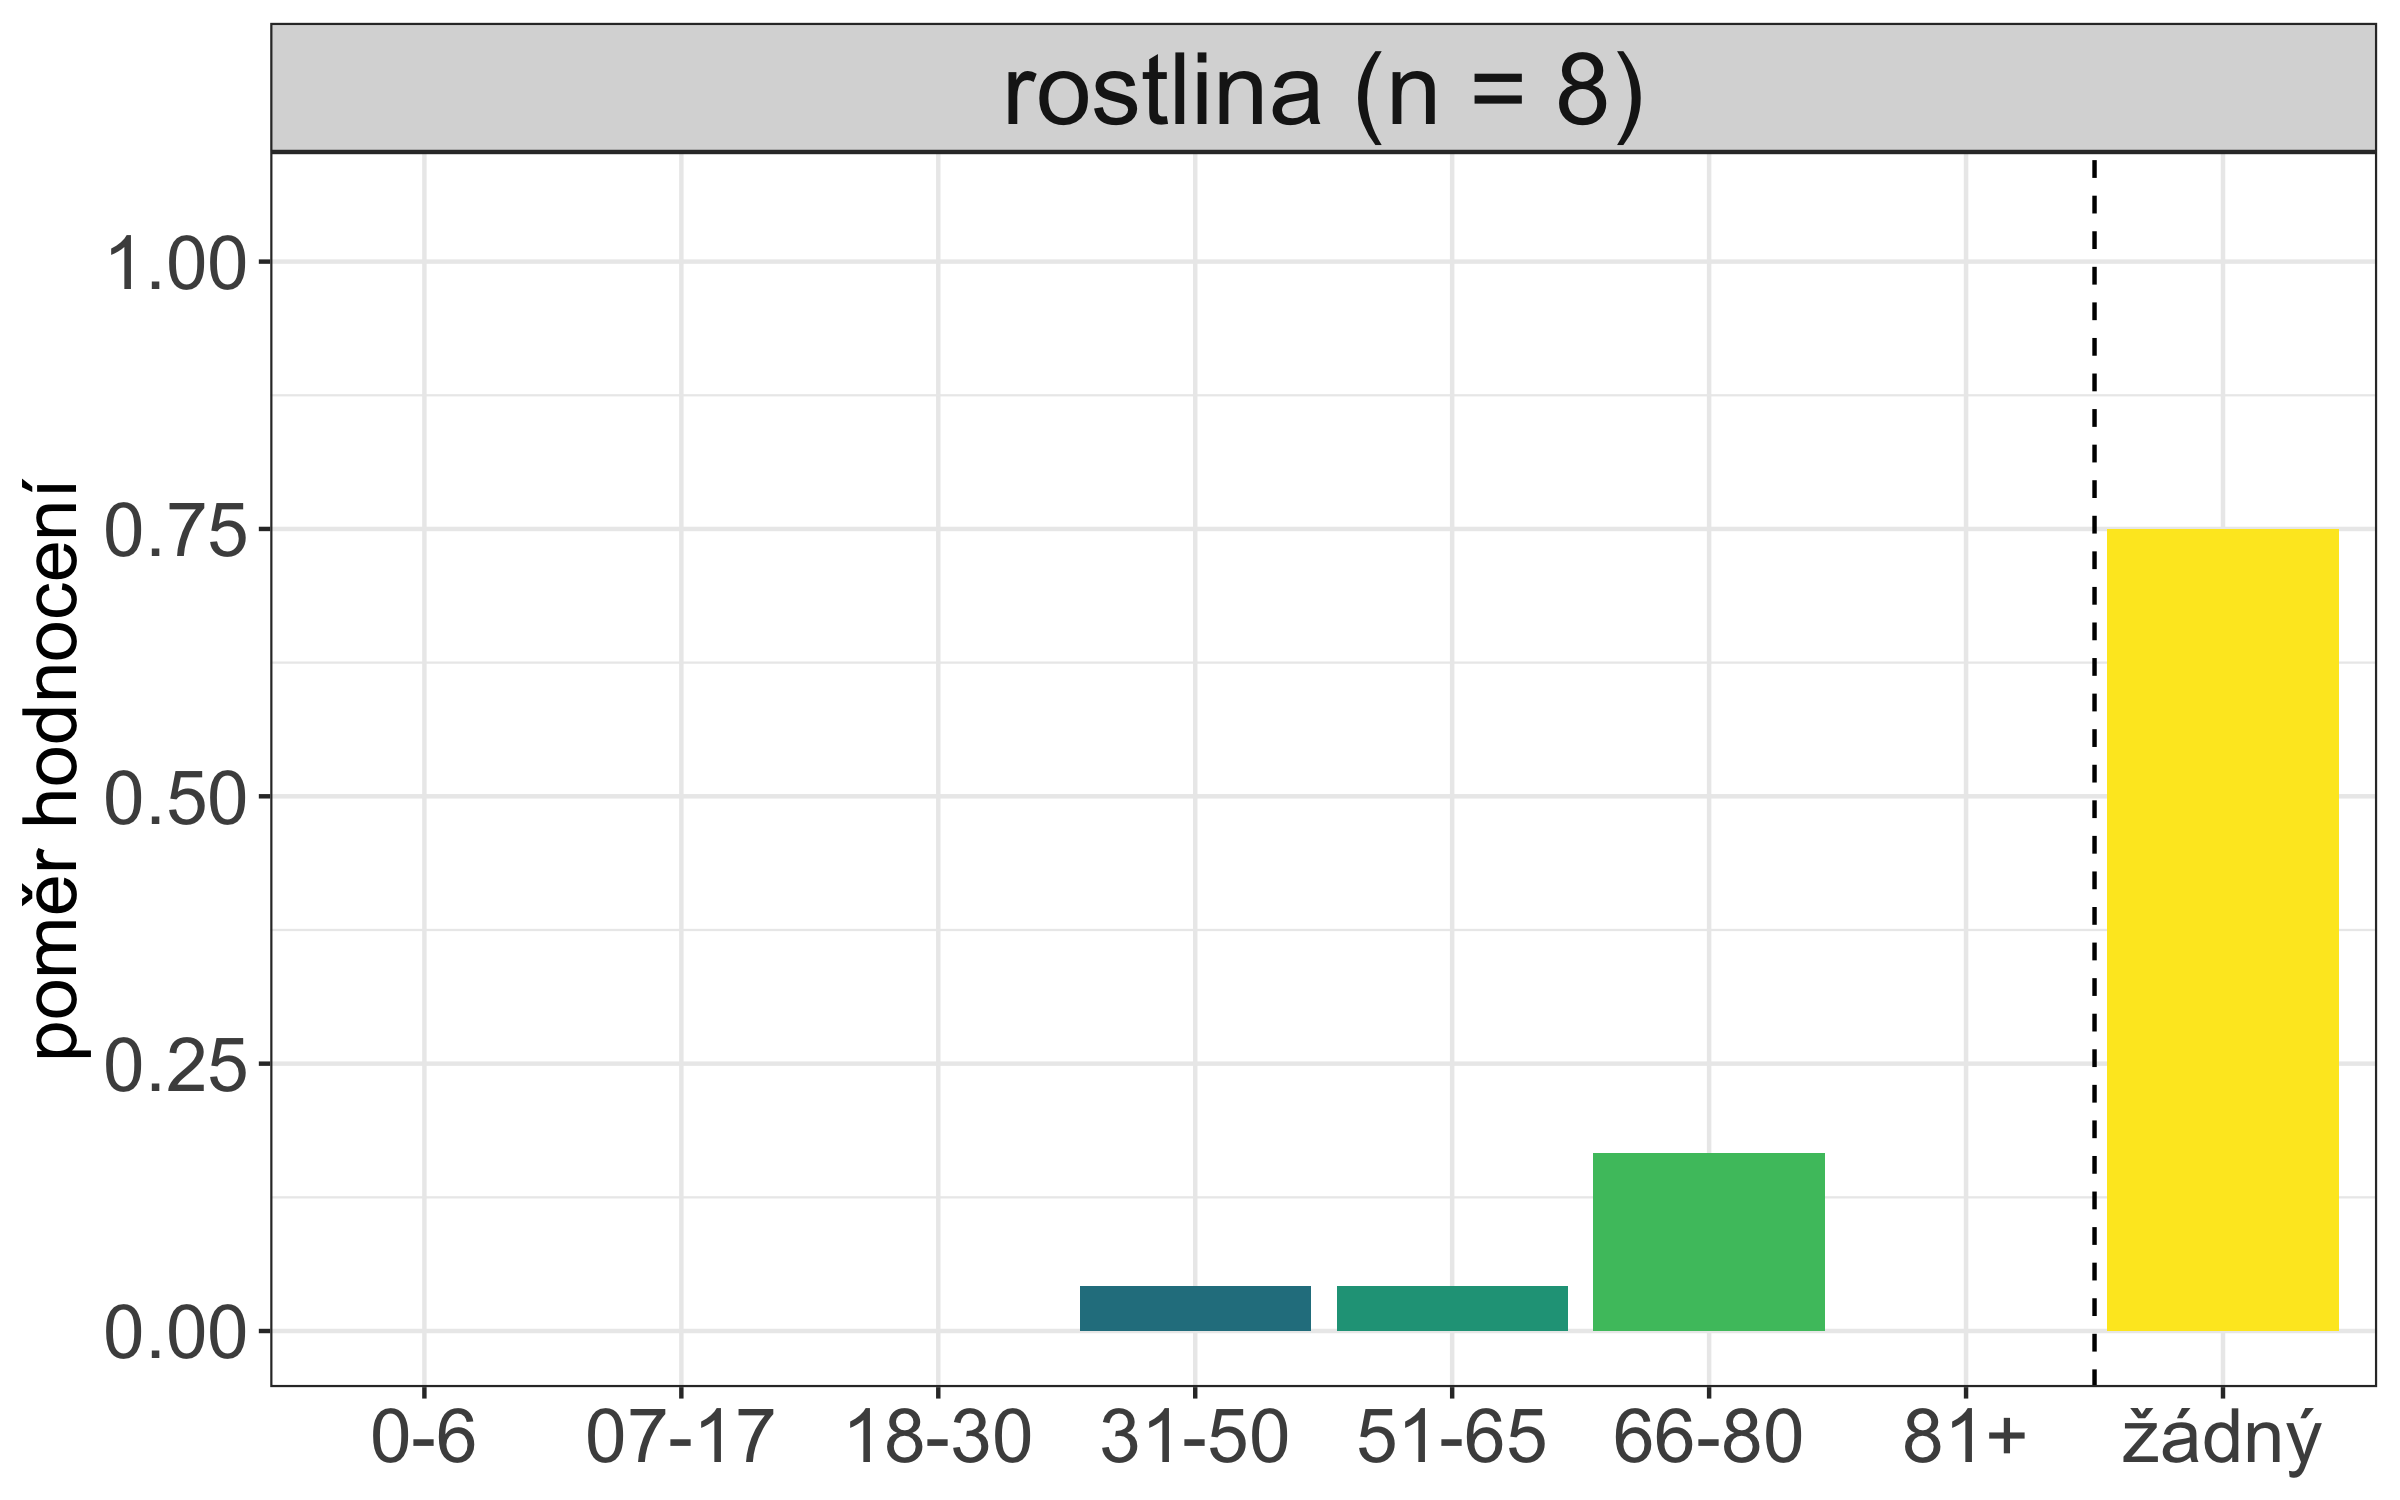 rostlina (n = 8)
poměr hodnocení
1.00
0.75
0.50
0.25
0.00
0-6 07-17 18-30 31-50 51-65 66-80 81+ žádný